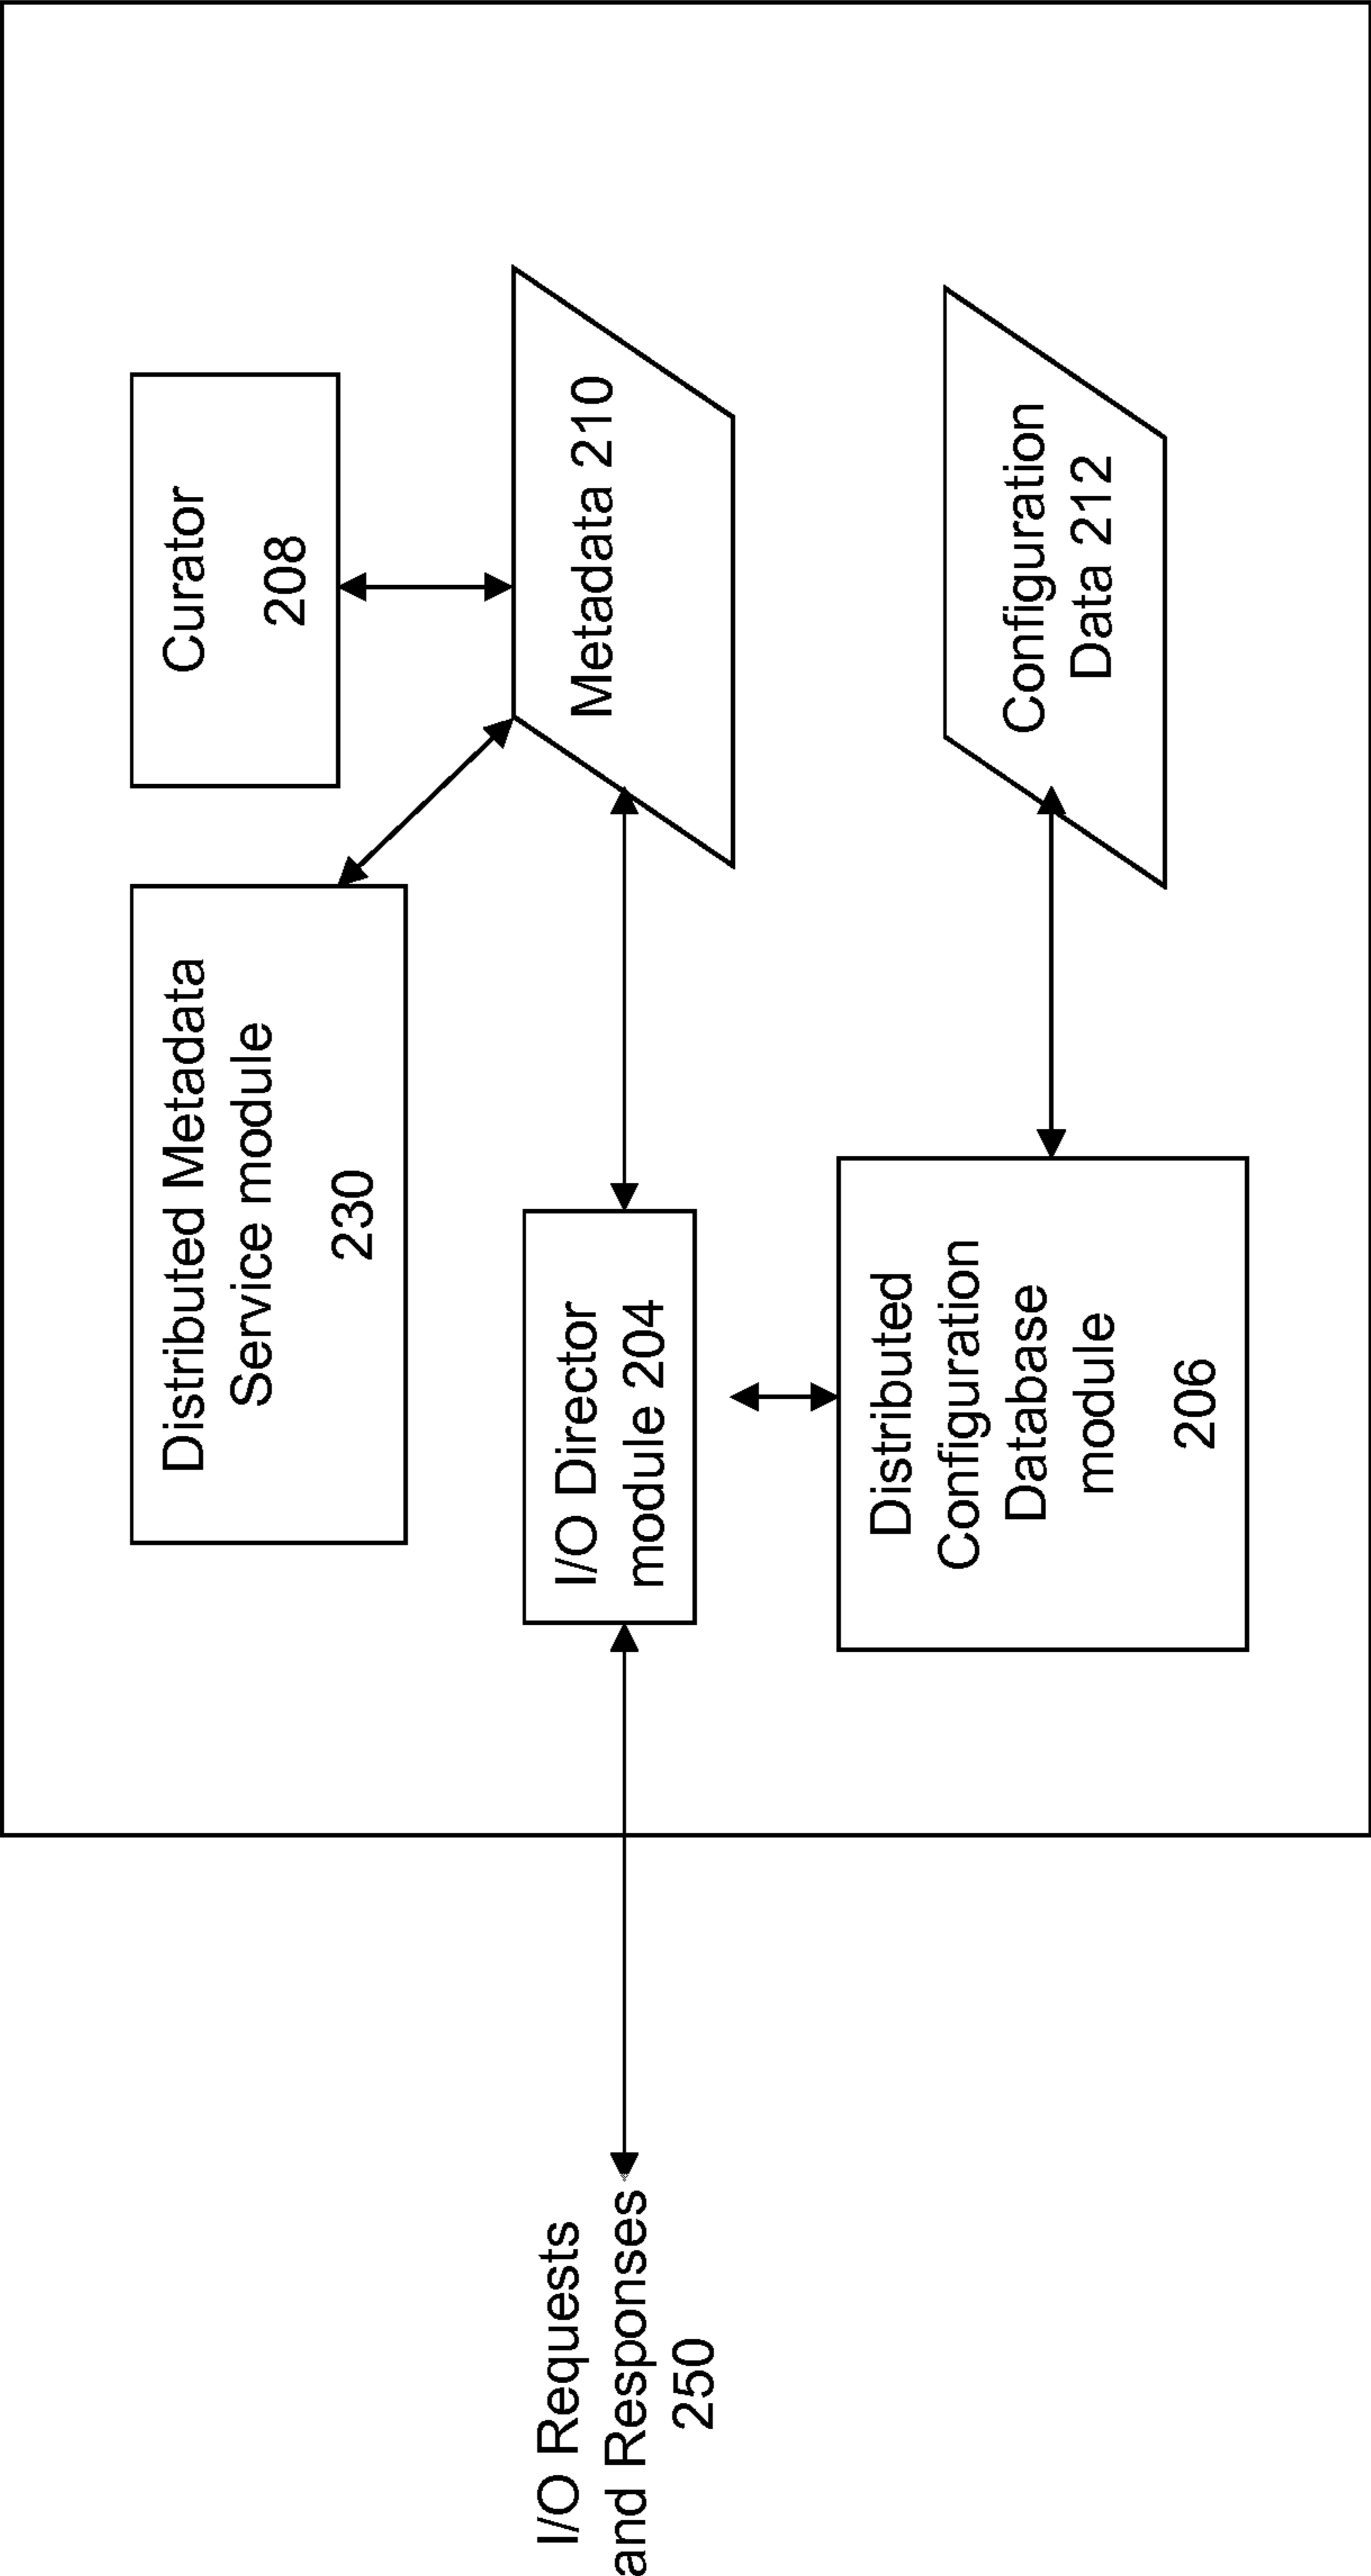 Distributed Metadata
Service module
230
Curator
208
I/O Requests
and Responses
250
I/O Director
module 204
Metadata 210
Distributed
Configuration
Database
module
206
Configuration
Data 212